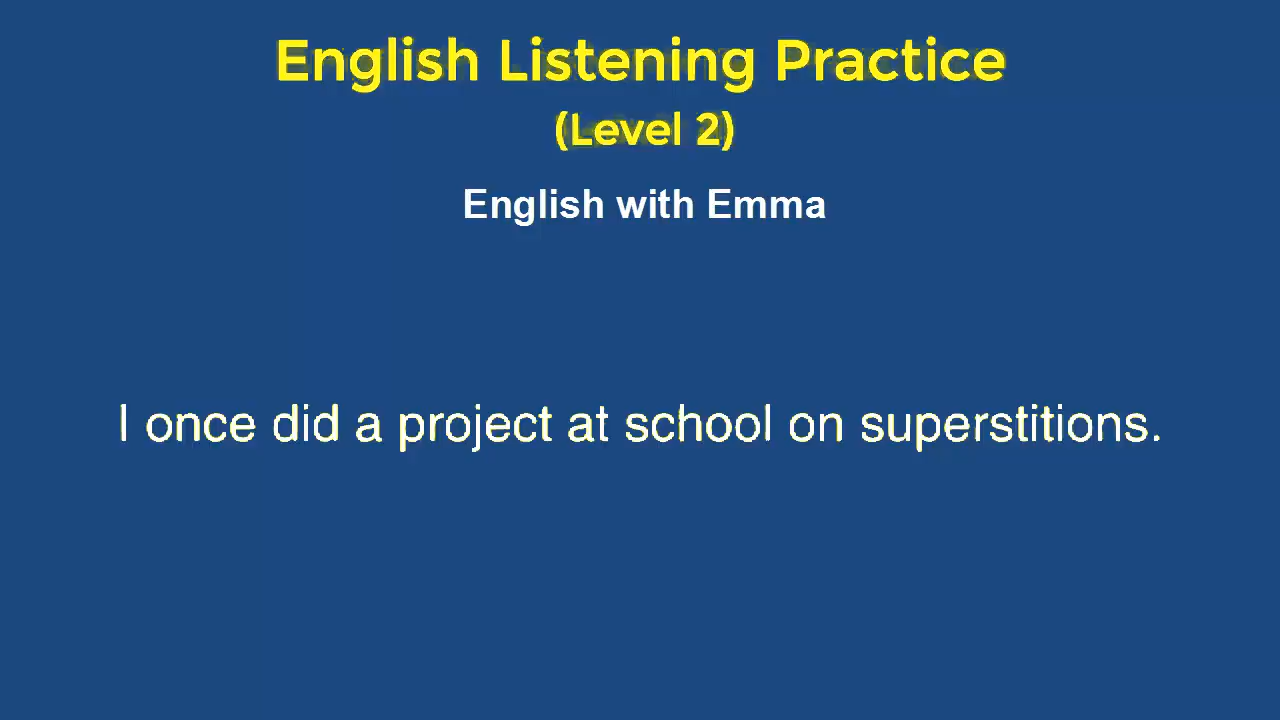 English Listening Practice
(Level 2)
English with Emma
I once did a project at school on superstitions.